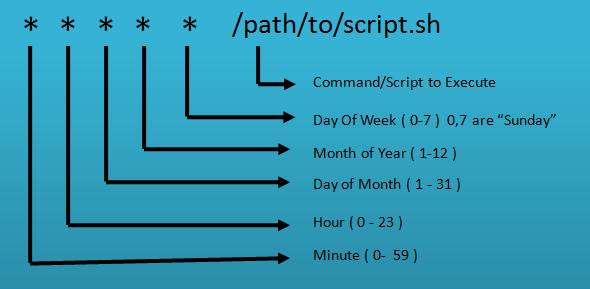 * * * * * /path/to/script.sh
Command/Script to Execute
Day Of Week ( 0-7 ) 0,7 are “Sunday”
Month of Year ( 1-12 )
Day of Month ( 1 - 31 )
Hour ( 0 - 23 )
Minute ( 0- 59 )